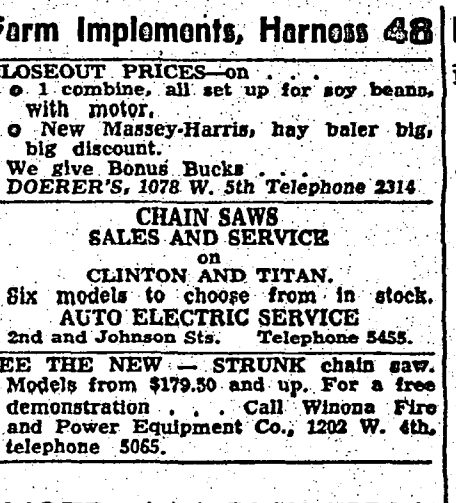 Farm Implements, Harness 48
CLOSEOUT PRICES—on . . .
o 1 combine, all set up for soy beans,
with motor.
o New Massey-Harris, hay baler big,
big discount.
We give Bonus Bucks . . .
DOERER'S, 1078 W. 5th Telephone 2314
CHAIN SAWS
SALES AND SERVICE
on
CLINTON AND TITAN.
Six models to choose from in stock.
AUTO ELECTRIC SERVICE
2nd and Johnson Sts. Telephone 5455.
SEE THE NEW — STRUNK chain saw.
Models from $179.50 and up. For a free
demonstration . . . Call Winona Fire
and Power Equipment Co., 1202 W. 4th,
telephone 5065.